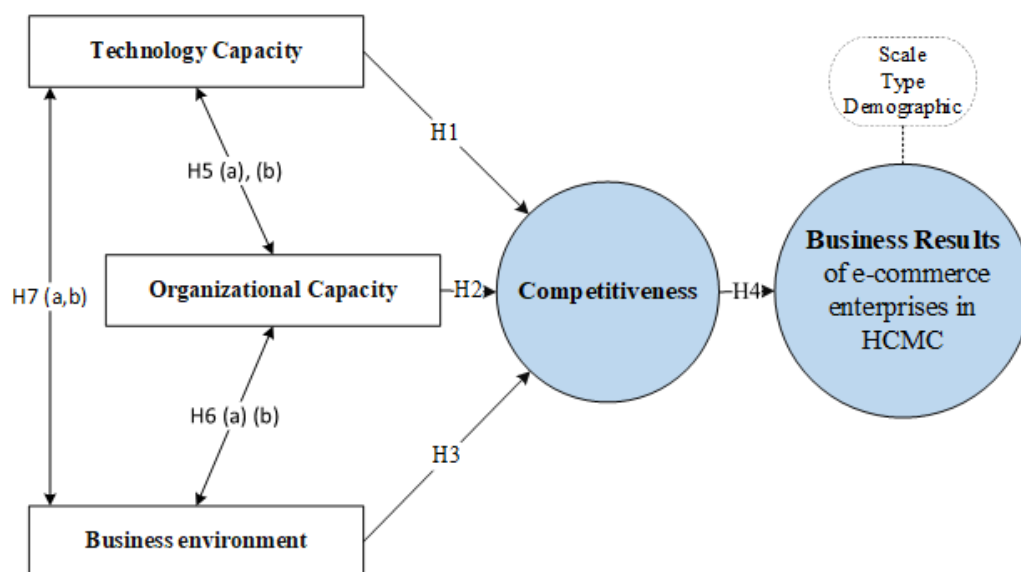 Technology Capacity
Scale
Type
Demographic
H1
H5 (a), (b)
Business Results
of e-commerce
enterprises in
HCMC
H7 (a,b)
Organizational Capacity
H2
Competitiveness
H4
H6 (a) (b)
H3
Business environment